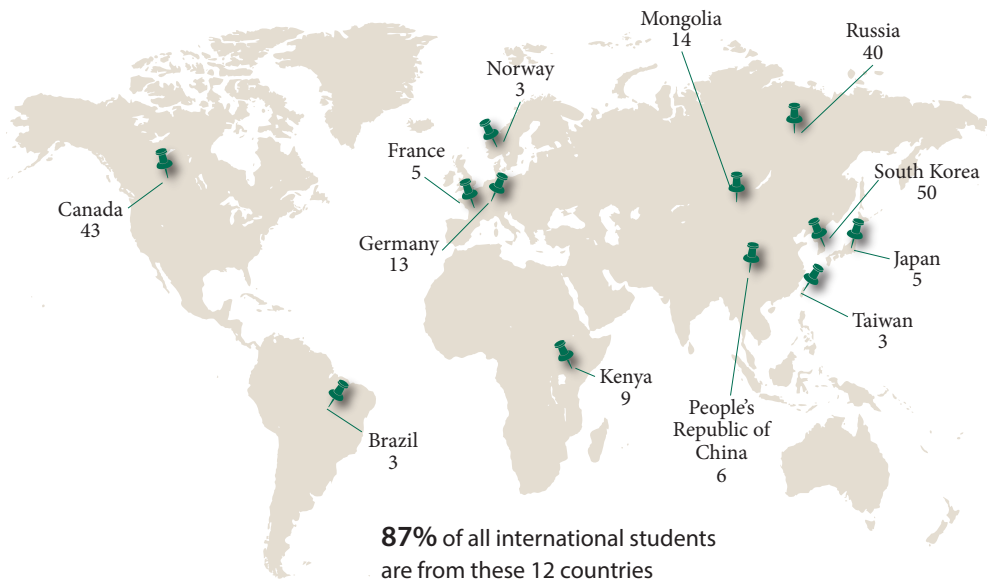 Mongolia
14
Russia
40
Norway
3
France
5
South Korea
50
Canada
43
Germany
13
Japan
5
Taiwan
3
Kenya
9
People's
Republic of
China
6
Brazil
3
87% of all international students
are from these 12 countries